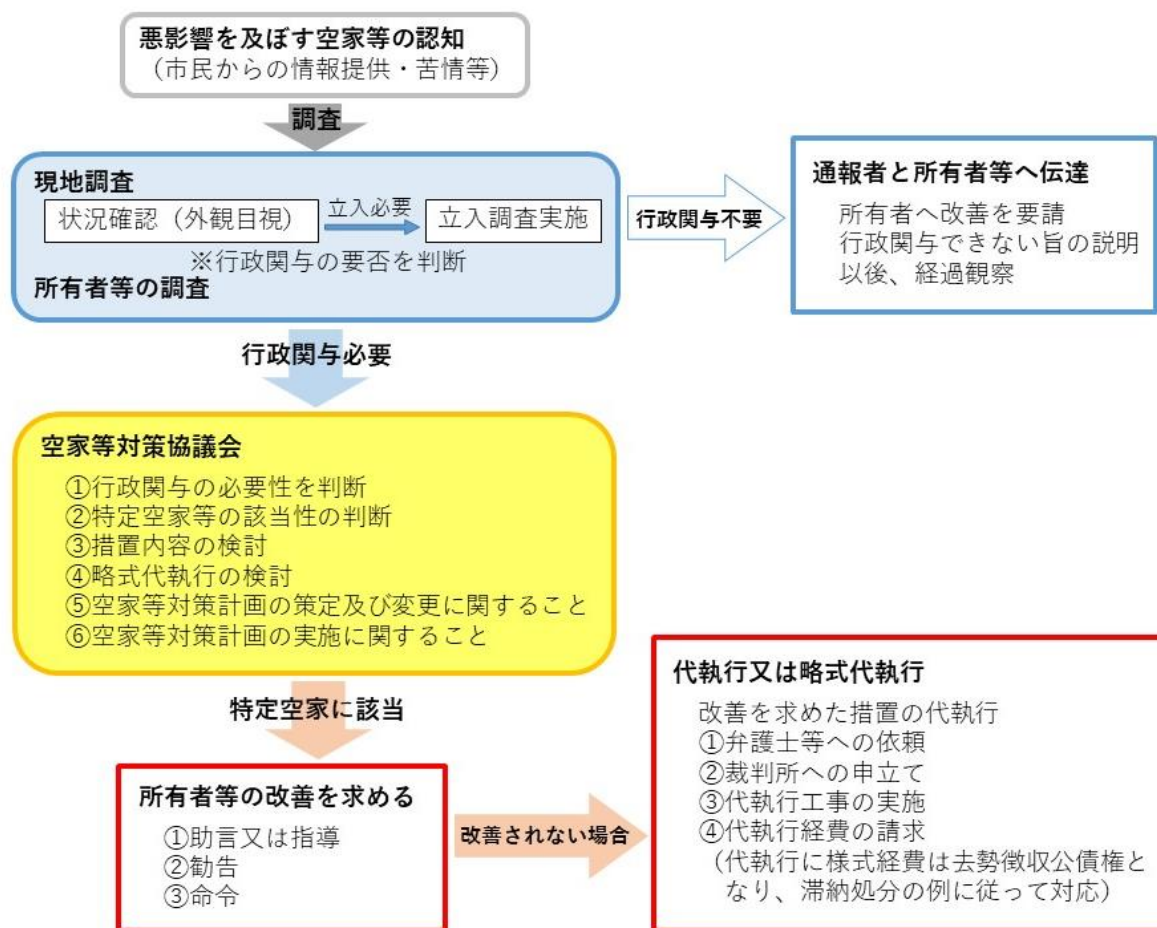 悪影響を及ぼす空家等の認知
（市民からの情報提供・苦情等）
調査
現地調査
状況確認（外観目視）
立入必要
立入調査実施
※行政関与の要否を判断
所有者等の調査
行政関与不要
通報者と所有者等へ伝達
所有者へ改善を要請
行政関与できない旨の説明
以後、経過観察
行政関与必要
空家等対策協議会
①行政関与の必要性を判断
②特定空家等の該当性の判断
③措置内容の検討
④略式代執行の検討
⑤空家等対策計画の策定及び変更に関すること
⑥空家等対策計画の実施に関すること
特定空家に該当
所有者等の改善を求める
①助言又は指導
②勧告
③命令
改善されない場合
代執行又は略式代執行
改善を求めた措置の代執行
①弁護士等への依頼
②裁判所への申立て
③代執行工事の実施
④代執行経費の請求
（代執行に様式経費は去勢徴収公債権と
なり、滞納処分の例に従って対応）